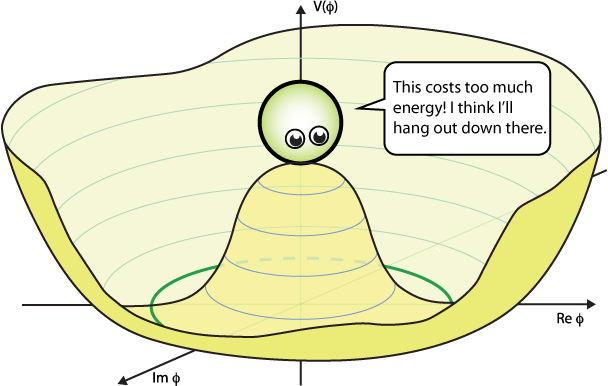 V(ϕ)
This costs too much
energy! I think I’ll
hang out down there.
Re ϕ
Im ϕ